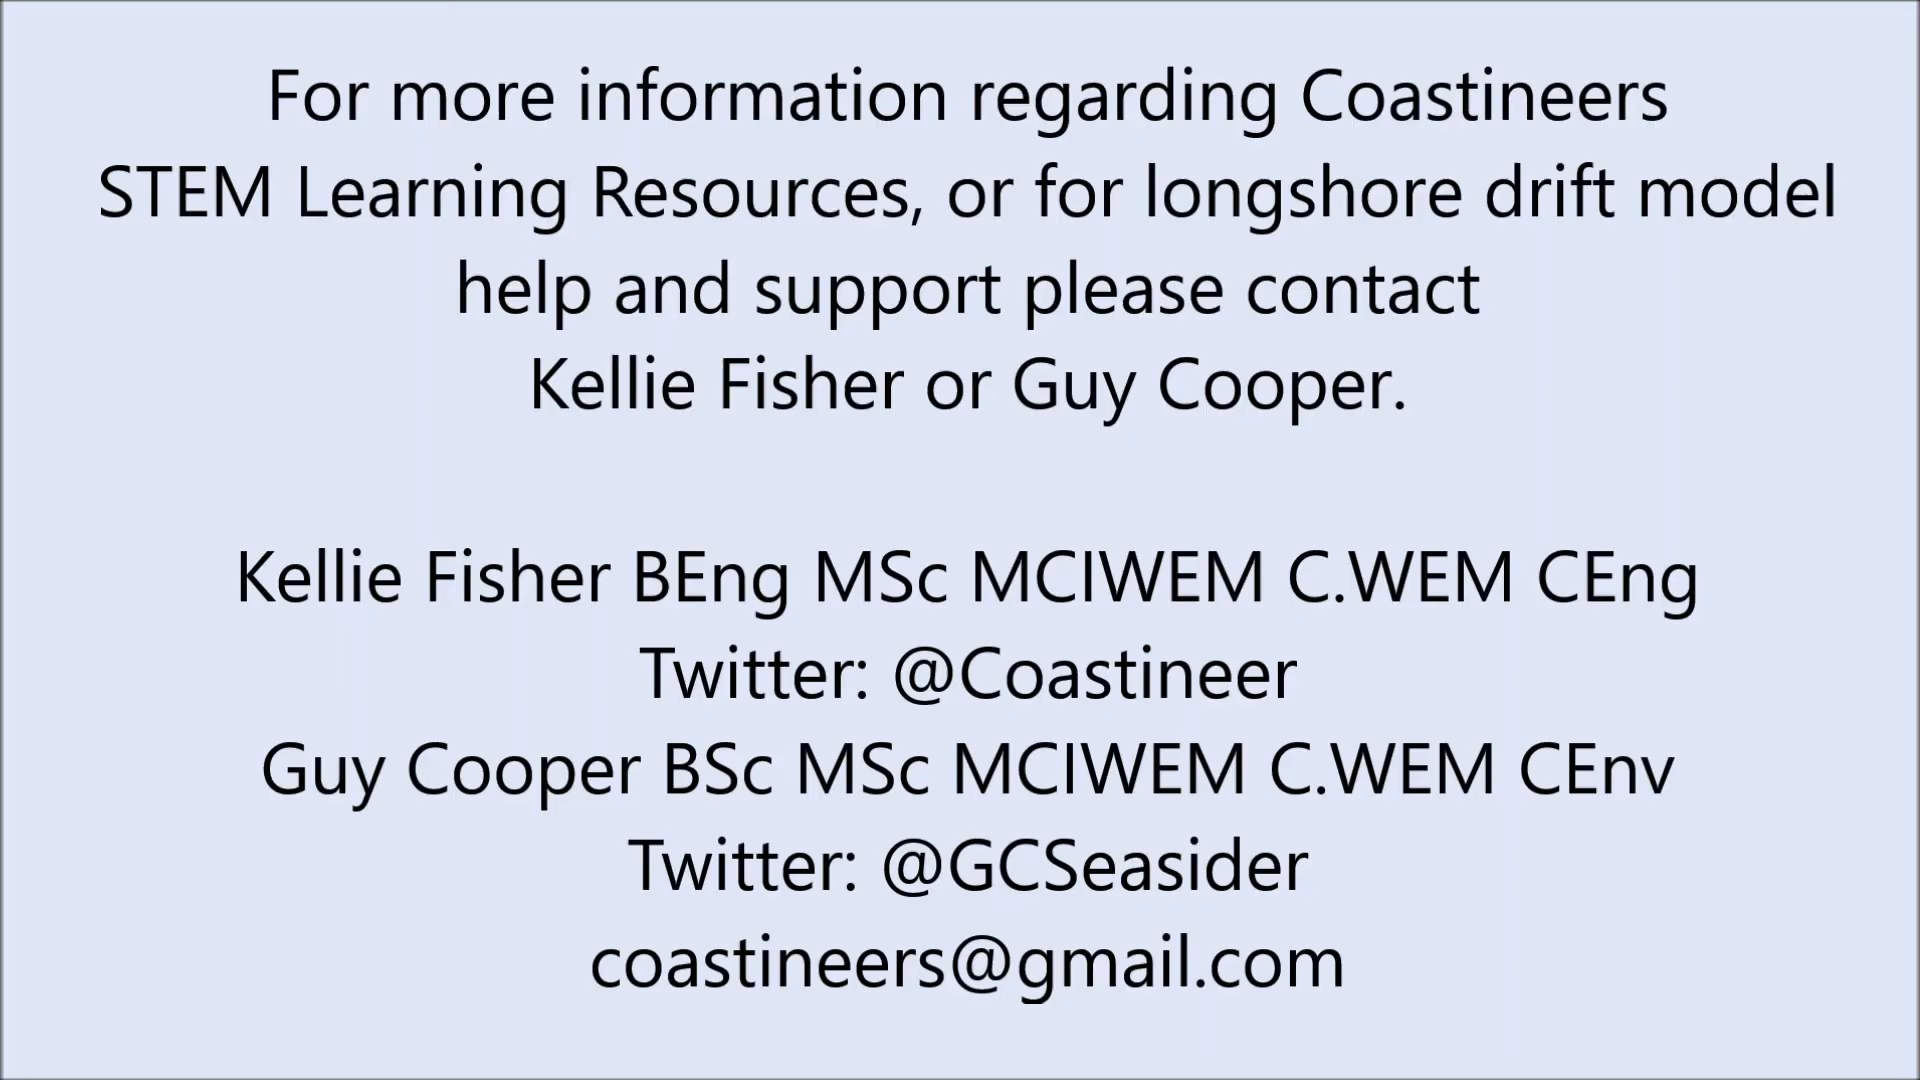 For more information regarding Coastineers
STEM Learning Resources, or for longshore drift model
help and support please contact
Kellie Fisher or Guy Cooper.
Kellie Fisher BEng MSc MCIWEM C.WEM CEng
Twitter: @Coastineer
Guy Cooper BSc MSc MCIWEM C.WEM CEnv
Twitter: @GCSeasider
coastineers@gmail.com